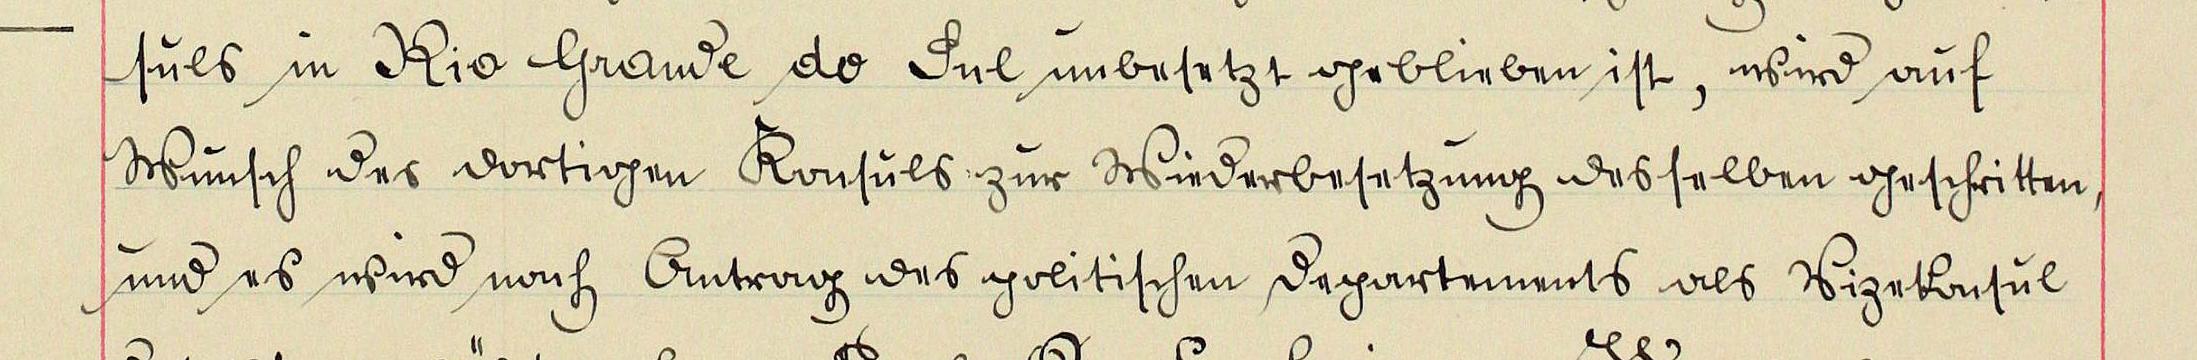 suls in Rio Grande do Sul unbesetzt geblieben ist, wird auf
Wunsch des dortigen Konsuls zur Wiederbesetzung desselben geschritten,
und es wird nach Antrag des politischen Departements als Vizekonsul